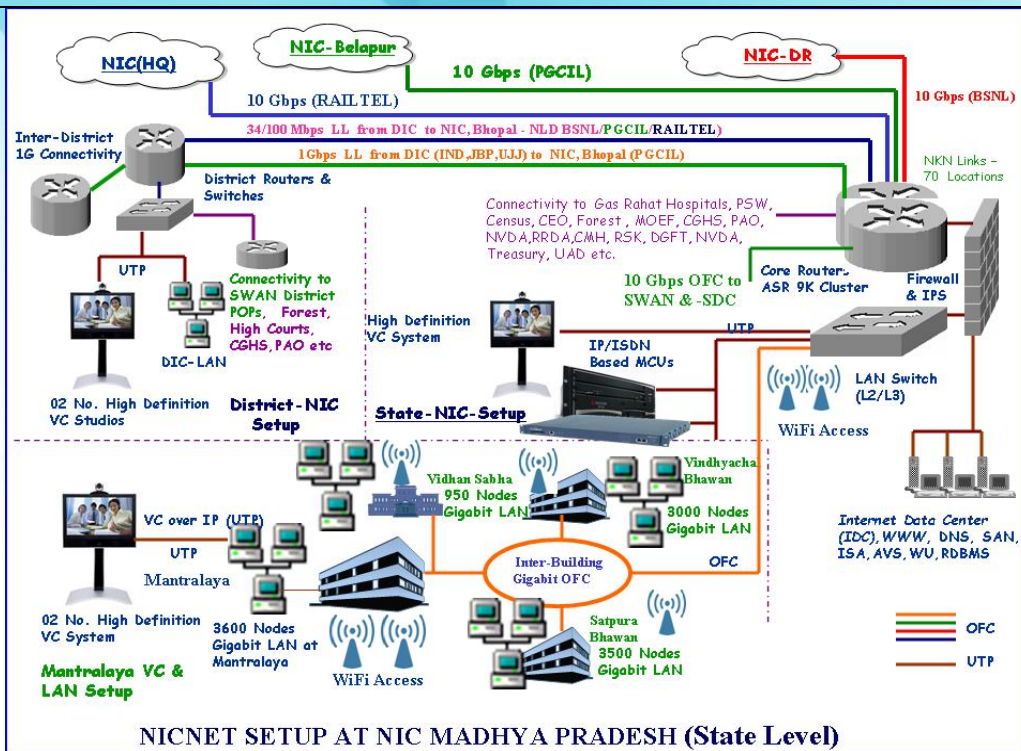 NIC(HQ)
NIC-Belapur
NIC-DR
10 Gbps (PGCIL)
10 Gbps (RAILTEL)
10 Gbps (BSNL)
34/100 Mbps LL from DIC to NIC, Bhopal - NLD BSNL/PGCIL/RAILTEL)
Inter-District
1G Connectivity
1Gbps LL from DIC (IND,JBP,UJJ) to NIC, Bhopal (PGCIL)
NKN Links –
70 Locations
District Routers &
Switches
Connectivity to Gas Rahat Hospitals, PSW,
Census, CEO, Forest , MOEF, CGHS, PAO,
NVDA,RRDA,CMH, RSK, DGFT, NVDA,
Treasury, UAD etc.
UTP
Connectivity to
SWAN District
POPs, Forest,
High Courts,
CGHS,PAO etc
DIC-LAN
02 No. High Definition
VC Studios
District-NIC
Setup
10 Gbps OFC to
SWAN & -SDC
Core Routers
ASR 9K Cluster
Firewall
& IPS
High Definition
VC System
UTP
IP/ISDN
Based MCUs
State-NIC-Setup
LAN Switch
(L2/L3)
WiFi Access
Internet Data Center
(IDC), WWW, DNS, SAN,
ISA, AVS, WU, RDBMS
VC over IP (UTP)
UTP
Mantralaya
02 No. High Definition
VC System
Mantralaya VC &
LAN Setup
3600 Nodes
Gigabit LAN at
Mantralaya
WiFi Access
Vidhan Sabha
950 Nodes
Gigabit LAN
Vindhyachal
Bhawan
3000 Nodes
Gigabit LAN
Inter-Building
Gigabit OFC
OFC
Satpura
Bhawan
3500 Nodes
Gigabit LAN
OFC
UTP
NICNET SETUP AT NIC MADHYA PRADESH (State Level)